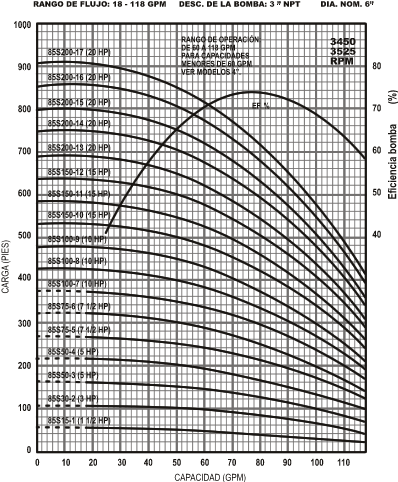 RANGO DE FLUJO: 18 - 118 GPM DESC. DE LA BOMBA: 3 " NPT DIA. NOM. 6"
1000
RANGO DE OPERACIÓN:
DE 60 A 118 GPM
PARA CAPACIDADES
MENORES DE 60 GPM
VER MODELOS 4"
3450
3525
RPM
85S200-17 (20 HP)
900
80
85S200-16 (20 HP)
85S200-15 (20 HP)
800
EF. %
70
(%)
85S200-14 (20 HP)
85S200-13 (20 HP)
700
60
Eficiencia bomba
85S150-12 (15 HP)
85S150-11 (15 HP)
600
50
85S150-10 (15 HP)
85S100-9 (10 HP)
500
40
85S100-8 (10 HP)
400
85S100-7 (10 HP)
85S75-6 (7 1/2 HP)
300
85S75-5 (7 1/2 HP)
85S50-4 (5 HP)
200
85S50-3 (5 HP)
85S30-2 (3 HP)
100
85S15-1 (1 1/2 HP)
0
CARGA (PIES)
0 10 20 30 40 50 60 70 80 90 100 110
CAPACIDAD (GPM)